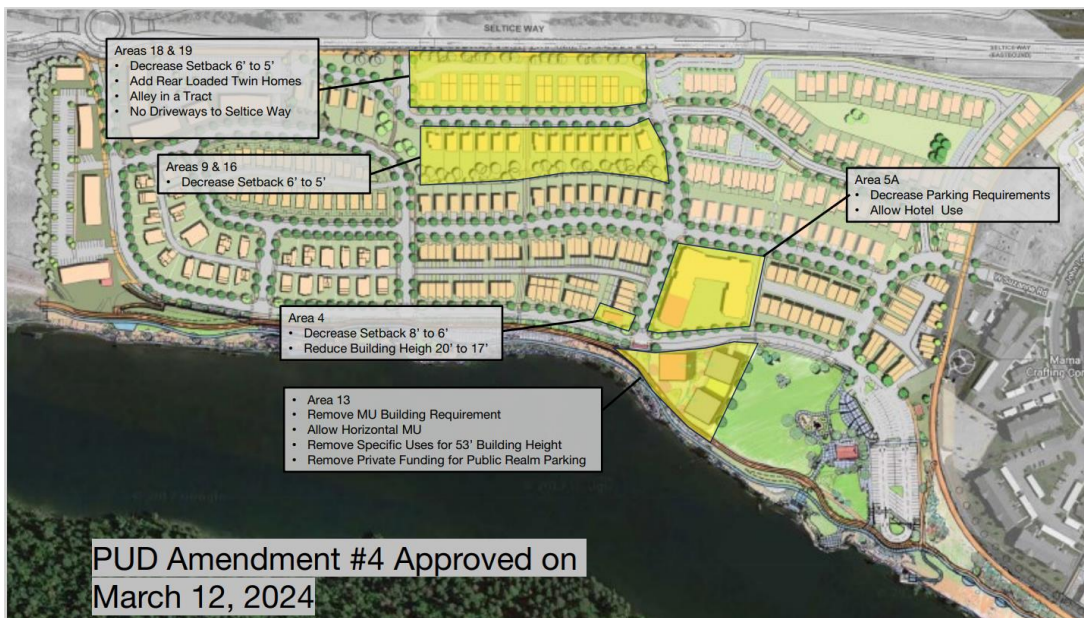 SELTICE WAY
SELTICE WAY
EASTBOUND
Areas 18 & 19
• Decrease Setback 6’ to 5’
• Add Rear Loaded Twin Homes
• Alley in a Tract
• No Driveways to Seltice Way
Areas 9 & 16
• Decrease Setback 6’ to 5’
Area 5A
• Decrease Parking Requirements
• Allow Hotel Use
Area 4
• Decrease Setback 8’ to 6’
• Reduce Building Heigh 20’ to 17’
• Area 13
• Remove MU Building Requirement
• Allow Horizontal MU
• Remove Specific Uses for 53’ Building Height
• Remove Private Funding for Public Realm Parking
Mama
Crafting Con
PUD Amendment #4 Approved on
March 12, 2024